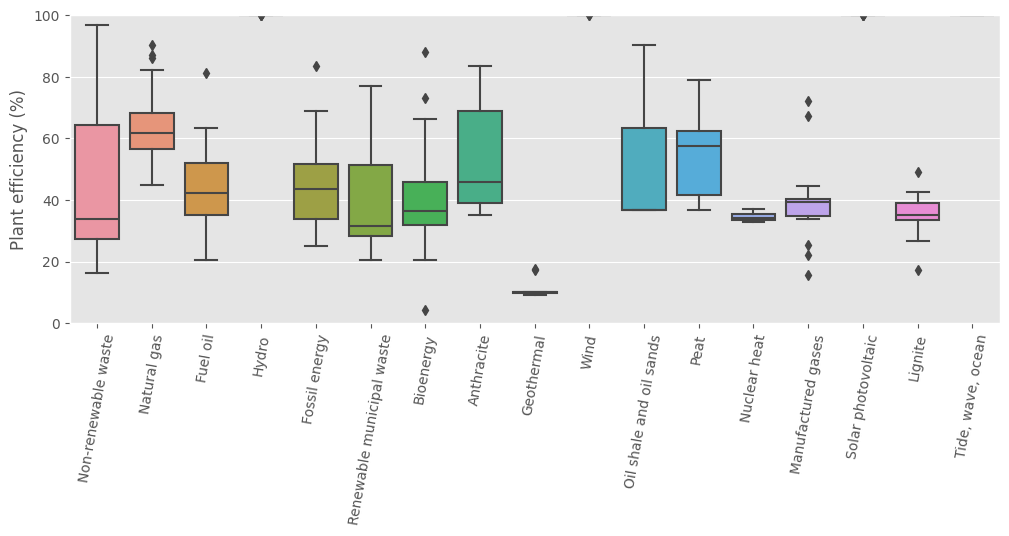 Plant efficiency (%)
100
80
60
40
20
0
Non-renewable waste
Natural gas
Fuel oil
Hydro
Fossil energy
Renewable municipal waste
Bioenergy
Anthracite
Geothermal
Wind
Oil shale and oil sands
Peat
Nuclear heat
Manufactured gases
Solar photovoltaic
Lignite
Tide, wave, ocean